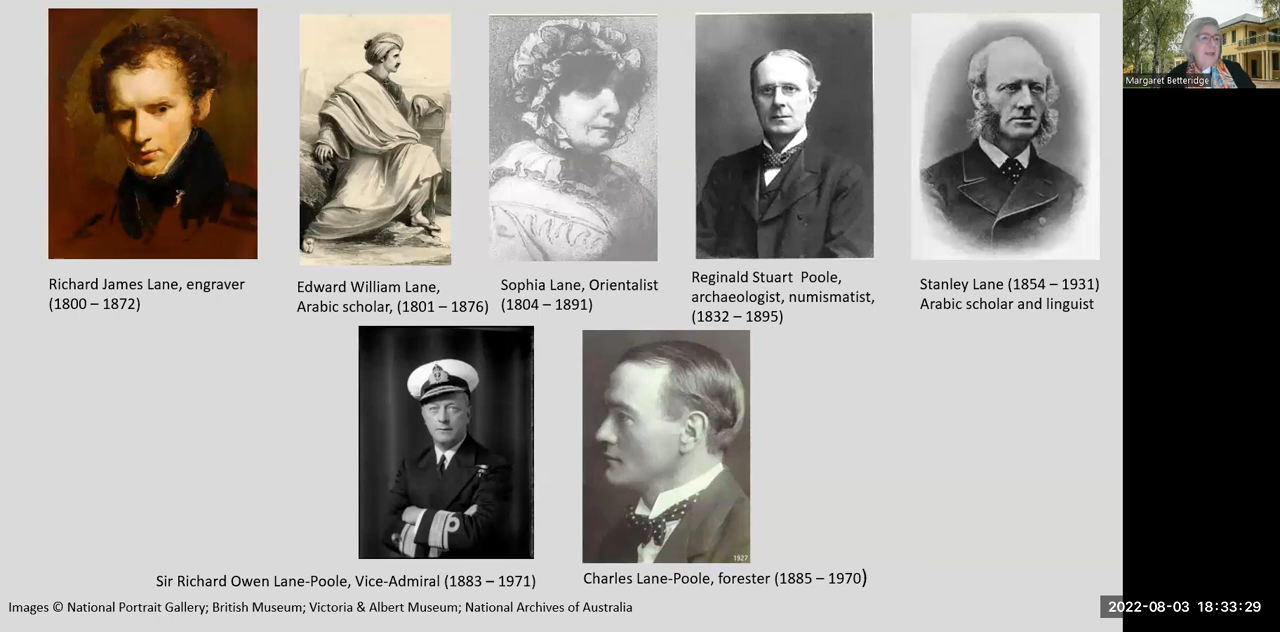 Margaret Betteridge
Richard James Lane, engraver
(1800 – 1872)
Edward William Lane,
Arabic scholar, (1801 – 1876)
Sophia Lane, Orientalist
(1804 – 1891)
Reginald Stuart  Poole,
archaeologist, numismatist,
(1832 – 1895)
Stanley Lane (1854 – 1931)
Arabic scholar and linguist
1927
Sir Richard Owen Lane-Poole, Vice-Admiral (1883 – 1971)
Charles Lane-Poole, forester (1885 – 1970)
Images © National Portrait Gallery; British Museum; Victoria & Albert Museum; National Archives of Australia
2022-08-03 18:33:29